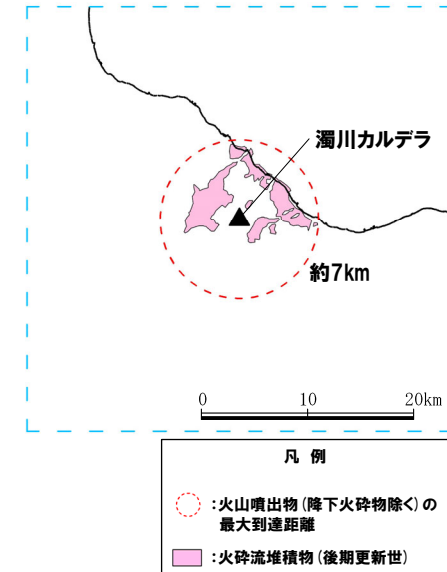 濁川カルデラ
約7km
0 10 20km
凡 例
:火山噴出物(降下火砕物除く)の
最大到達距離
:火砕流堆積物(後期更新世)